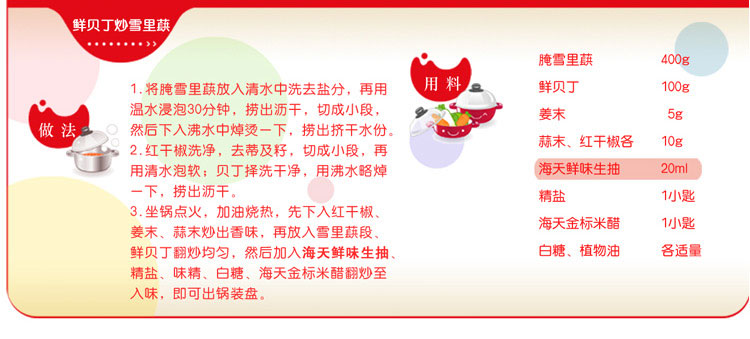 鲜贝丁炒雪里蕻
做法
1.将腌雪里蕻放入清水中洗去盐分，再用
温水浸泡30分钟，捞出沥干，切成小段，
然后下入沸水中焯烫一下，捞出挤干水份。
2.红干椒洗净，去蒂及籽，切成小段，再
用清水泡软；贝丁择洗干净，用沸水略焯
一下，捞出沥干。
3.坐锅点火，加油烧热，先下入红干椒、
姜末、蒜末炒出香味，再放入雪里蕻段、
鲜贝丁翻炒均匀，然后加入海天鲜味生抽、
精盐、味精、白糖、海天金标米醋翻炒至
入味，即可出锅装盘。
用料
腌雪里蕻 400g
鲜贝丁 100g
姜末 5g
蒜末、红干椒各 10g
海天鲜味生抽 20ml
精盐 1小匙
海天金标米醋 1小匙
白糖、植物油 各适量